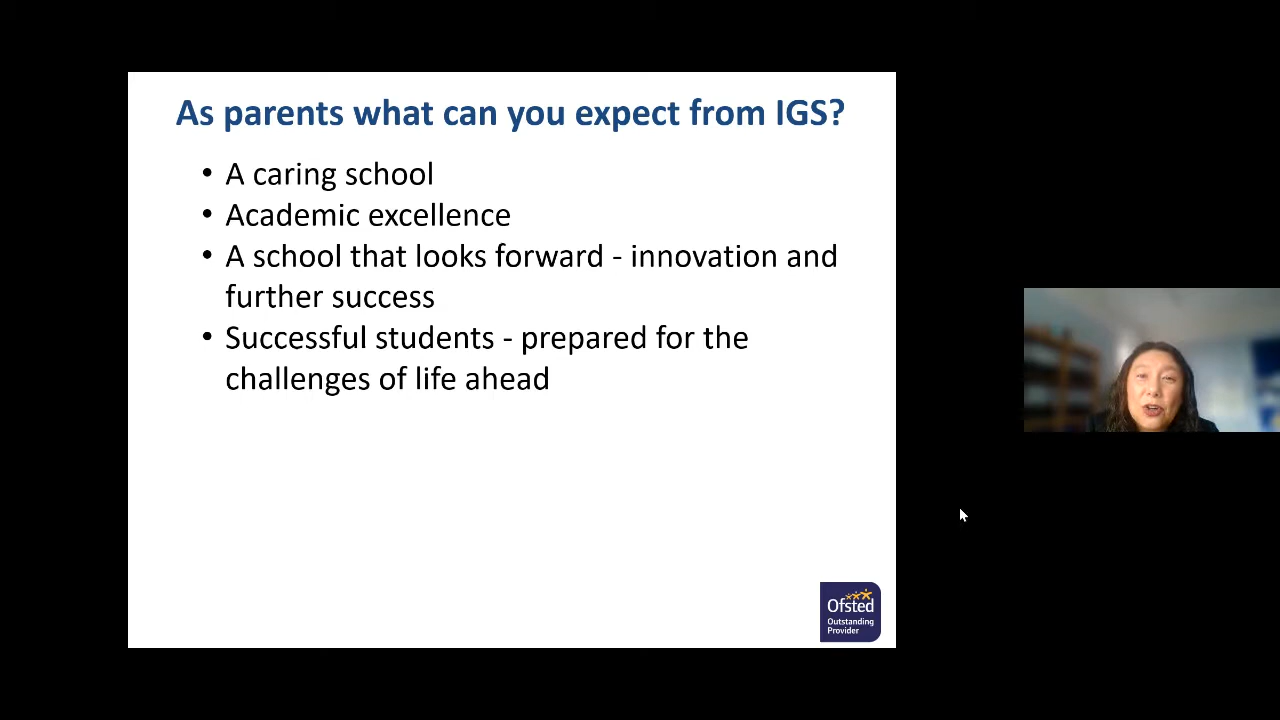 As parents what can you expect from IGS?
• A caring school
• Academic excellence
• A school that looks forward - innovation and
further success
• Successful students - prepared for the
challenges of life ahead
Ofsted
Outstanding
Provider